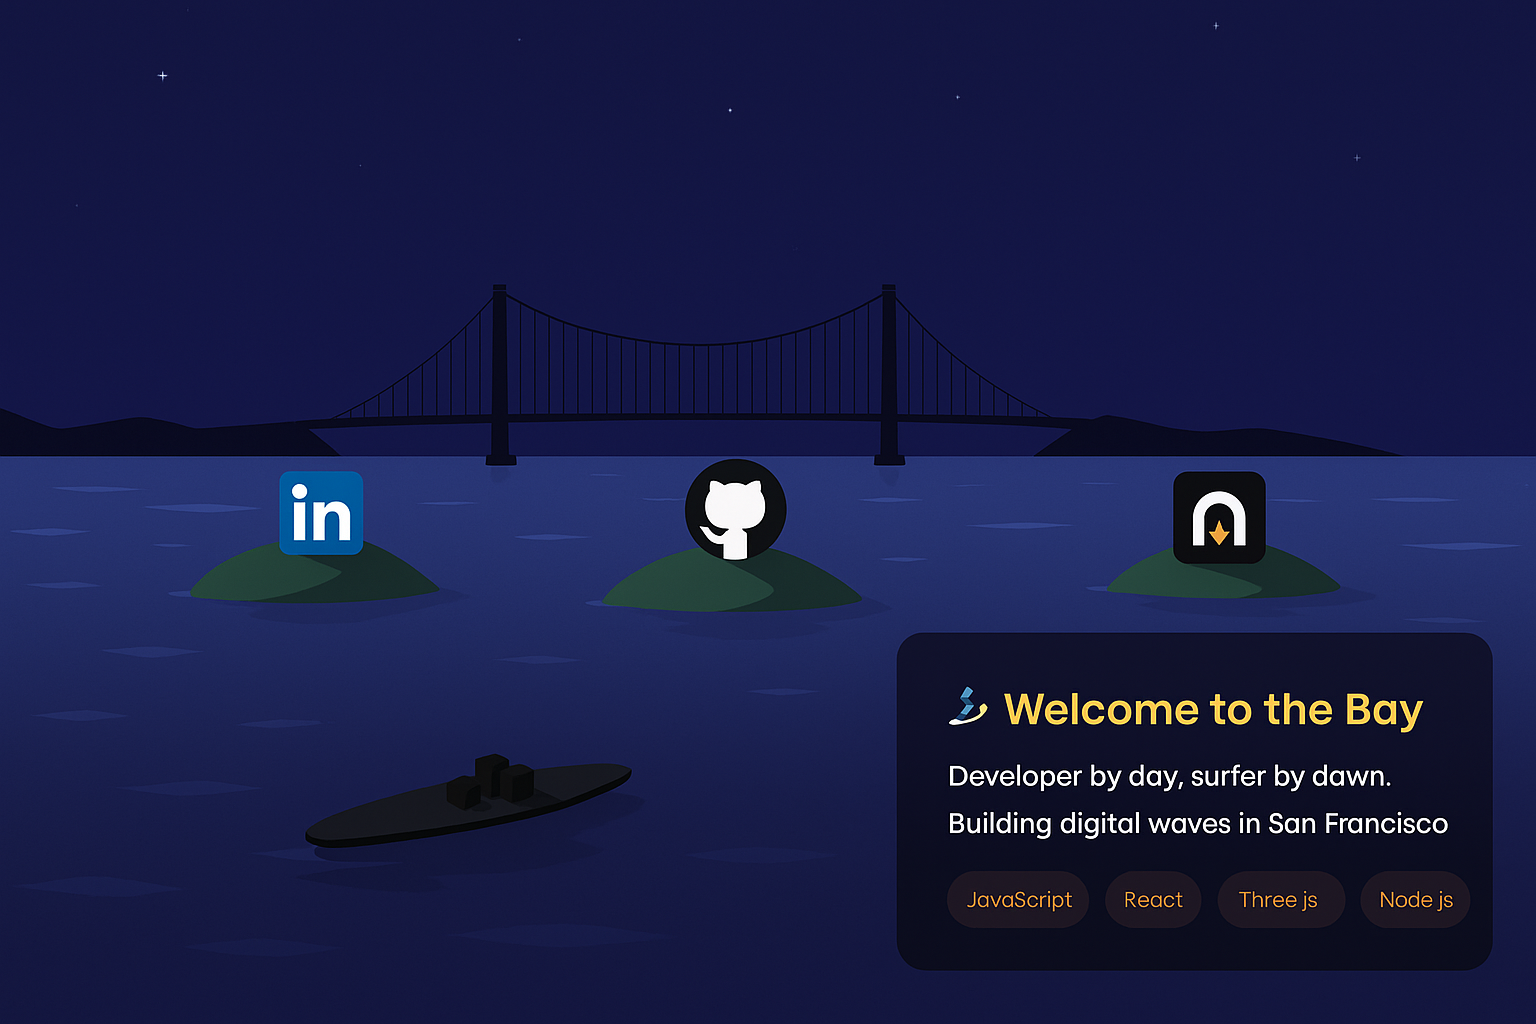 in
Welcome to the Bay
Developer by day, surfer by dawn.
Building digital waves in San Francisco
JavaScript React Three js Node js